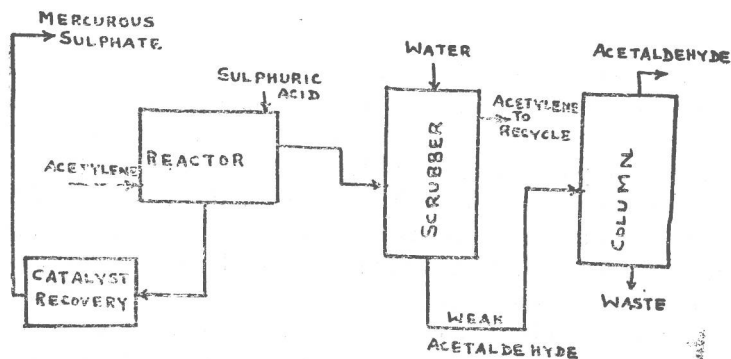 MERCUROUS
SULPHATE
SULPHURIC
ACID
WATER
ACETALDEHYDE
ACETYLENE
REACTOR
SCRUBBER
ACETYLENE
TO
RECYCLE
COLUMN
CATALYST
RECOVERY
WEAK
ACETALDEHYDE
WASTE